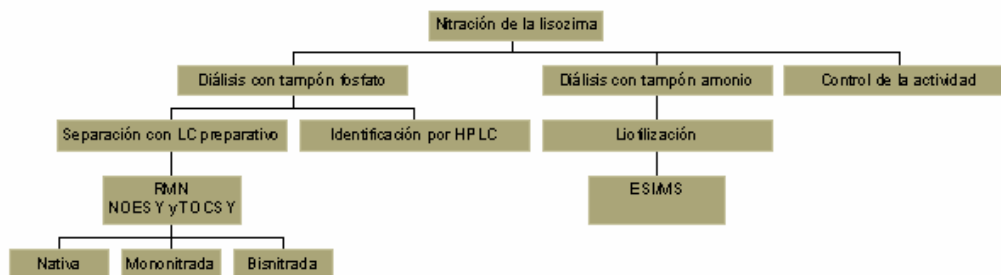 Nitración de la lisozima
Diálisis con tampón fosfato
Diálisis con tampón amonio
Control de la actividad
Separación con LC preparativo
Identificación por HPLC
Liofilización
RMN
NOESY y TOCSY
ESI/MS
Nativa
Mononitrada
Bisnitrada